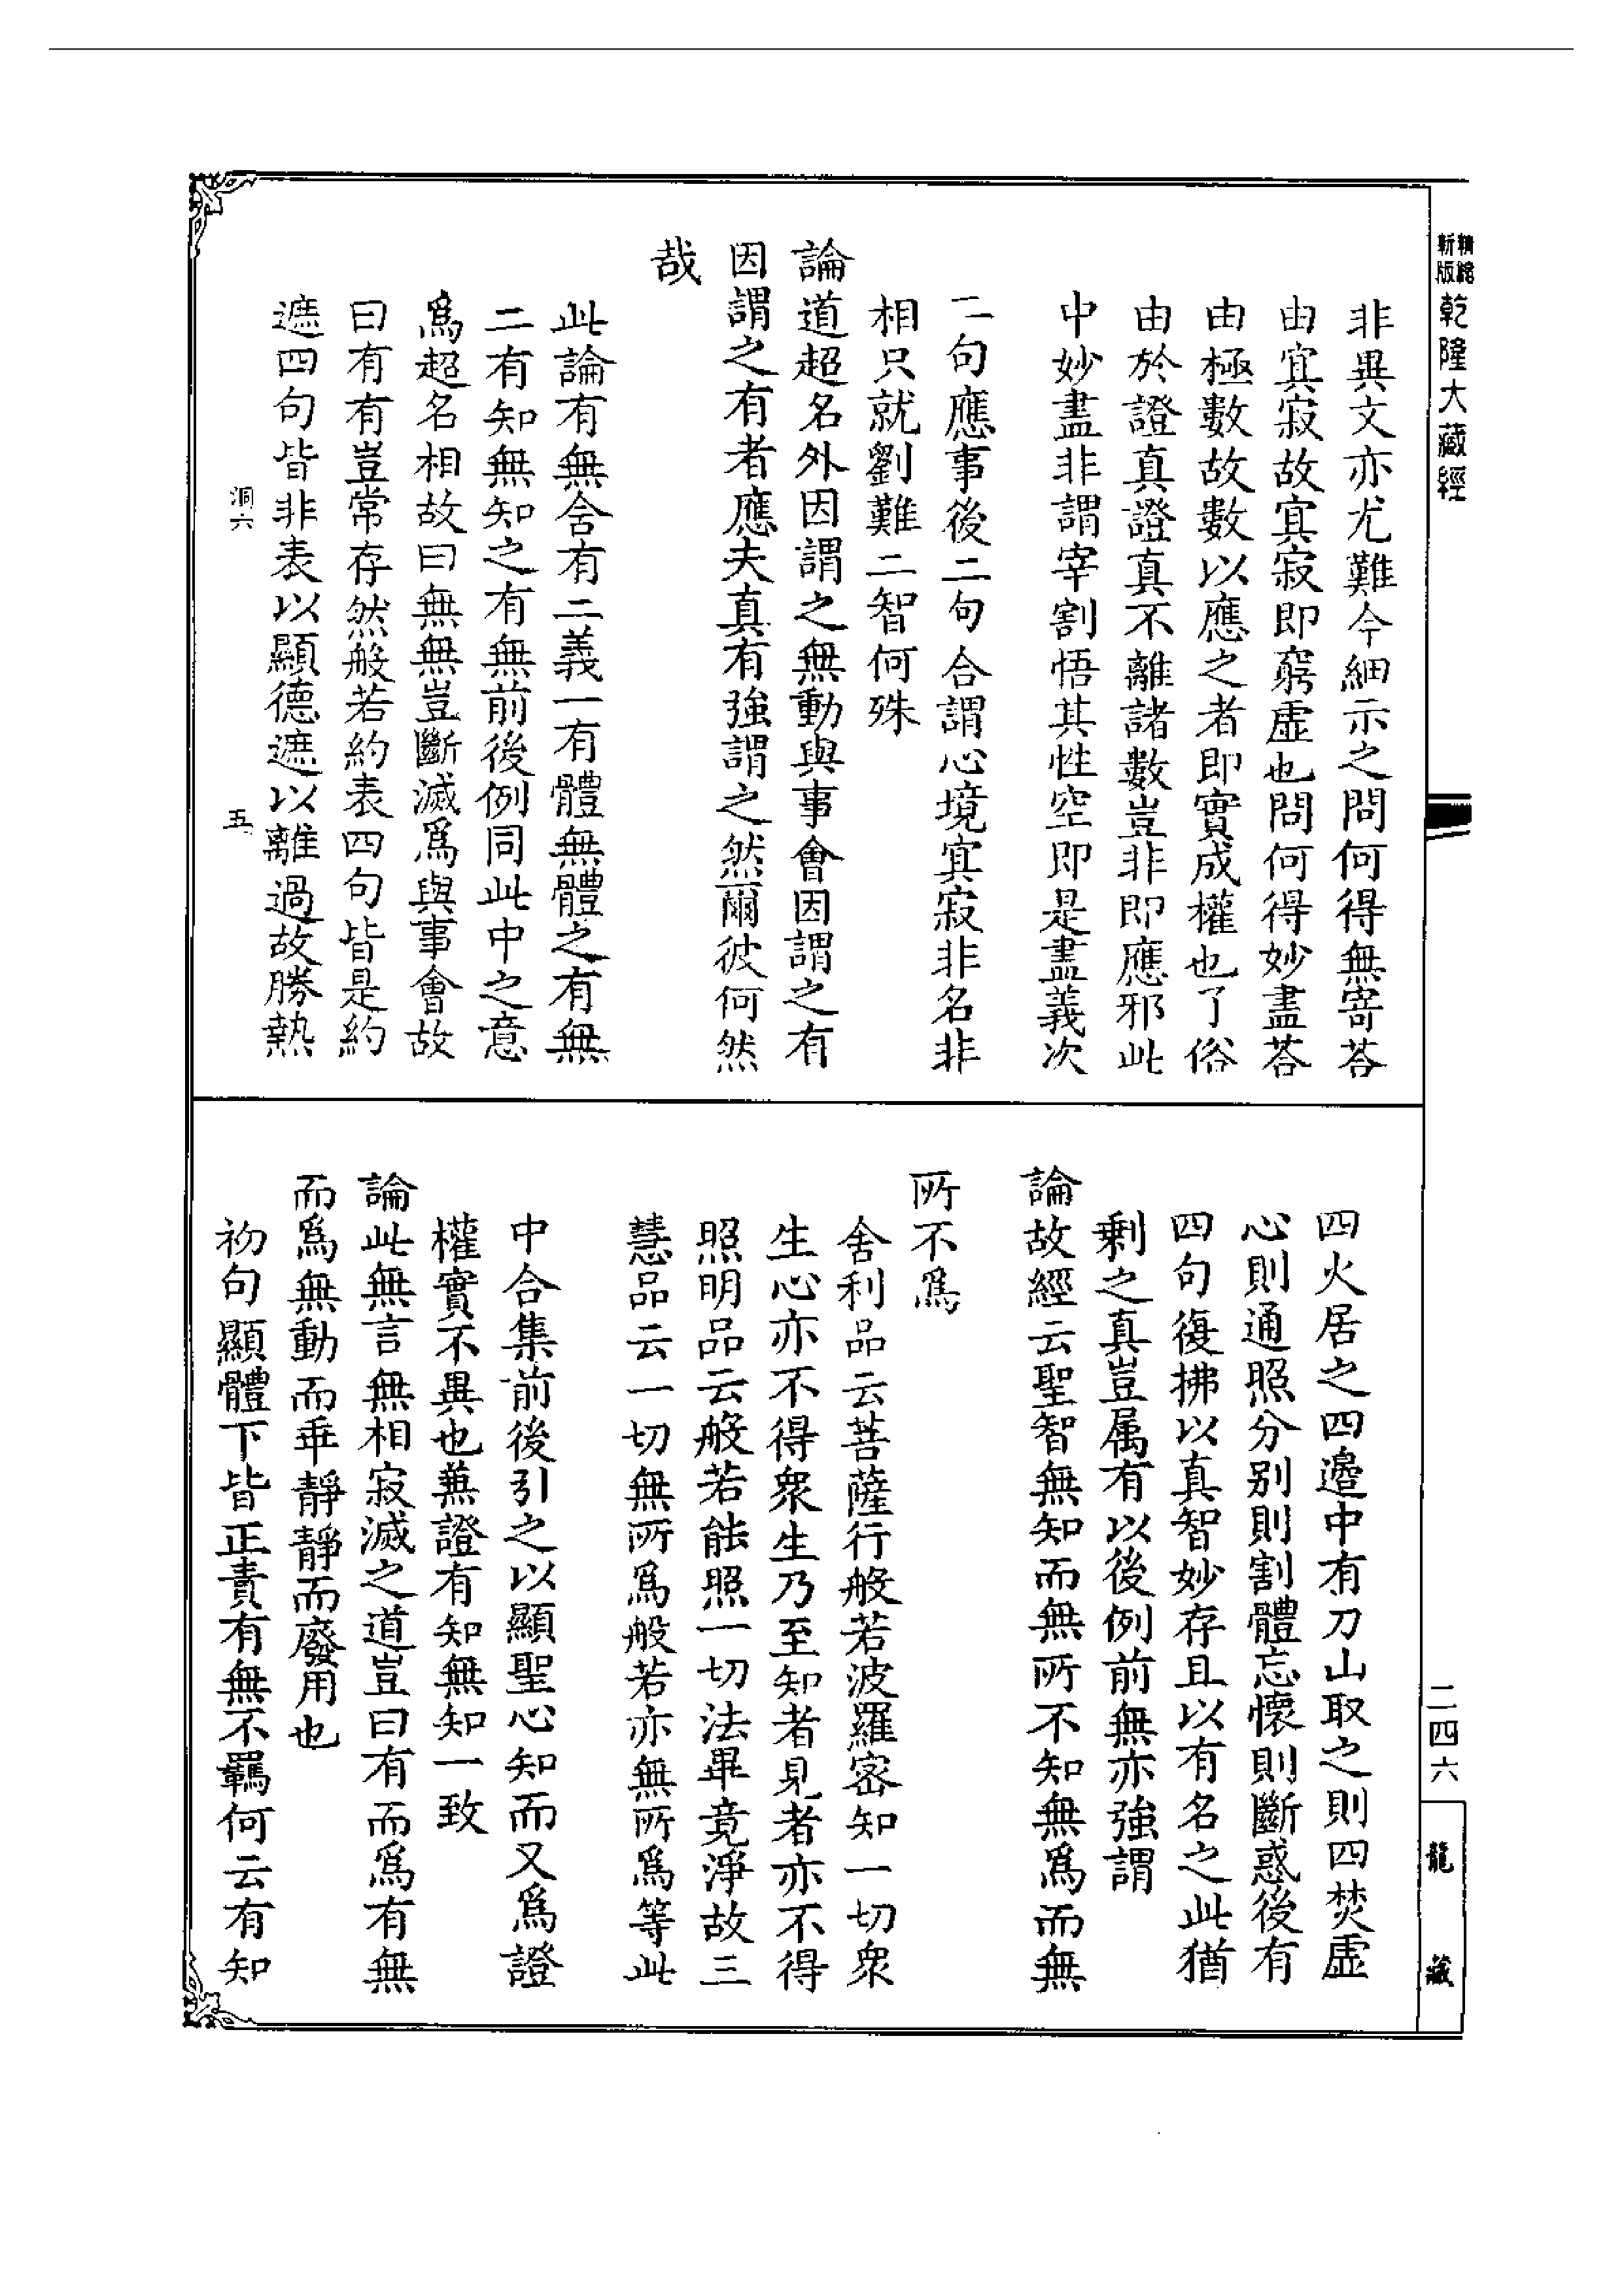 精縮
新版
乾隆大藏經
非異文亦尤難今細示之問何得無寄荅
由寘寂故寘寂即窮虛也問何得妙盡荅
由極數故數以應之者即實成權也了俗
由於證真證真不離諸數豈非即應邪此
中妙盡非謂宰割悟其性空即是盡義次
二句應事後二句合謂心境寘寂非名非
相只就劉難二智何殊
論道超名外因謂之無動與事會因謂之有
因謂之有者應夫真有強謂之然爾彼何然
哉
此論有無含有二義一有體無體之有無
二有知無知之有無前後例同此中之意
爲超名相故曰無無豈斷滅爲與事會故
曰有有豈常存然般若約表四句皆是約
遮四句皆非表以顯德遮以離過故勝熱
洞六
五
四火居之四邉中有刀山取之則四焚虛
心則通照分别則割體忘懷則斷惑後有
四句復拂以真智妙存且以有名之此猶
剩之真豈属有以後例前無亦強謂
論故經云聖智無知而無所不知無爲而無
所不爲
舍利品云菩薩行般若波羅密知一切衆
生心亦不得衆生乃至知者見者亦不得
照明品云般若能照一切法畢竟淨故三
慧品云一切無所爲般若亦無所爲等此
中合集前後引之以顯聖心知而又爲證
權實不異也兼證有知無知一致
論此無言無相寂滅之道豈曰有而爲有無
而爲無動而乖靜靜而廢用也
初句顯體下皆正責有無不羈何云有知
二四六
龍藏